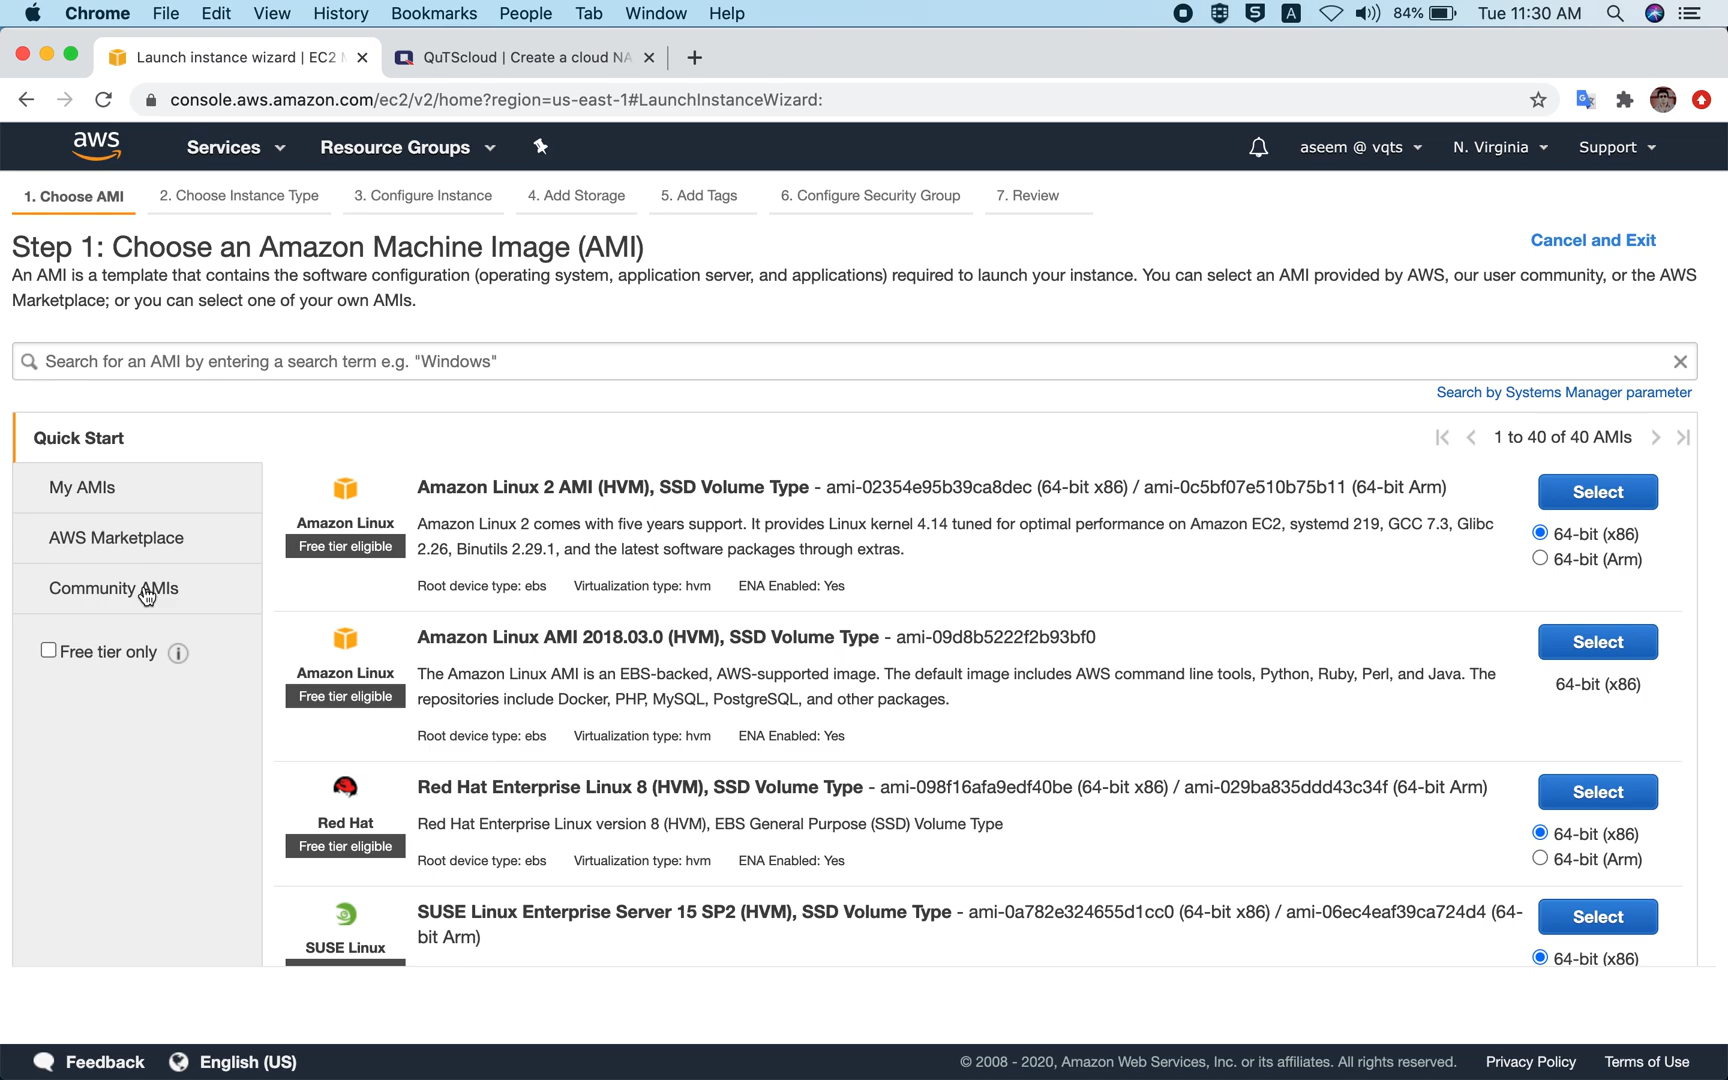 Chrome File Edit View History Bookmarks People Tab Window Help 84% Tue 11:30 AM
Launch instance wizard | EC2 QuTScloud | Create a cloud NA
console.aws.amazon.com/ec2/v2/home?region=us-east-1#LaunchInstanceWizard:
aws Services Resource Groups aseem @ vqts N. Virginia Support
1. Choose AMI 2. Choose Instance Type 3. Configure Instance 4. Add Storage 5. Add Tags 6. Configure Security Group 7. Review
Step 1: Choose an Amazon Machine Image (AMI)
Cancel and Exit
An AMI is a template that contains the software configuration (operating system, application server, and applications) required to launch your instance. You can select an AMI provided by AWS, our user community, or the AWS
Marketplace; or you can select one of your own AMIs.
Search for an AMI by entering a search term e.g. "Windows"
Search by Systems Manager parameter
Quick Start
1 to 40 of 40 AMIs
My AMIs
AWS Marketplace
Community AMIs
Free tier only
Amazon Linux
Free tier eligible
Amazon Linux 2 AMI (HVM), SSD Volume Type - ami-02354e95b39ca8dec (64-bit x86) / ami-0c5bf07e510b75b11 (64-bit Arm)
Amazon Linux 2 comes with five years support. It provides Linux kernel 4.14 tuned for optimal performance on Amazon EC2, systemd 219, GCC 7.3, Glibc
2.26, Binutils 2.29.1, and the latest software packages through extras.
Root device type: ebs Virtualization type: hvm ENA Enabled: Yes
Select
64-bit (x86)
64-bit (Arm)
Amazon Linux
Free tier eligible
Amazon Linux AMI 2018.03.0 (HVM), SSD Volume Type - ami-09d8b5222f2b93bf0
The Amazon Linux AMI is an EBS-backed, AWS-supported image. The default image includes AWS command line tools, Python, Ruby, Perl, and Java. The
repositories include Docker, PHP, MySQL, PostgreSQL, and other packages.
Root device type: ebs Virtualization type: hvm ENA Enabled: Yes
Select
64-bit (x86)
Red Hat
Free tier eligible
Red Hat Enterprise Linux 8 (HVM), SSD Volume Type - ami-098f16afa9edf40be (64-bit x86) / ami-029ba835ddd43c34f (64-bit Arm)
Red Hat Enterprise Linux version 8 (HVM), EBS General Purpose (SSD) Volume Type
Root device type: ebs Virtualization type: hvm ENA Enabled: Yes
Select
64-bit (x86)
64-bit (Arm)
SUSE Linux
SUSE Linux Enterprise Server 15 SP2 (HVM), SSD Volume Type - ami-0a782e324655d1cc0 (64-bit x86) / ami-06ec4eaf39ca724d4 (64-
bit Arm)
Select
64-bit (x86)
Feedback English (US) © 2008 - 2020, Amazon Web Services, Inc. or its affiliates. All rights reserved. Privacy Policy Terms of Use